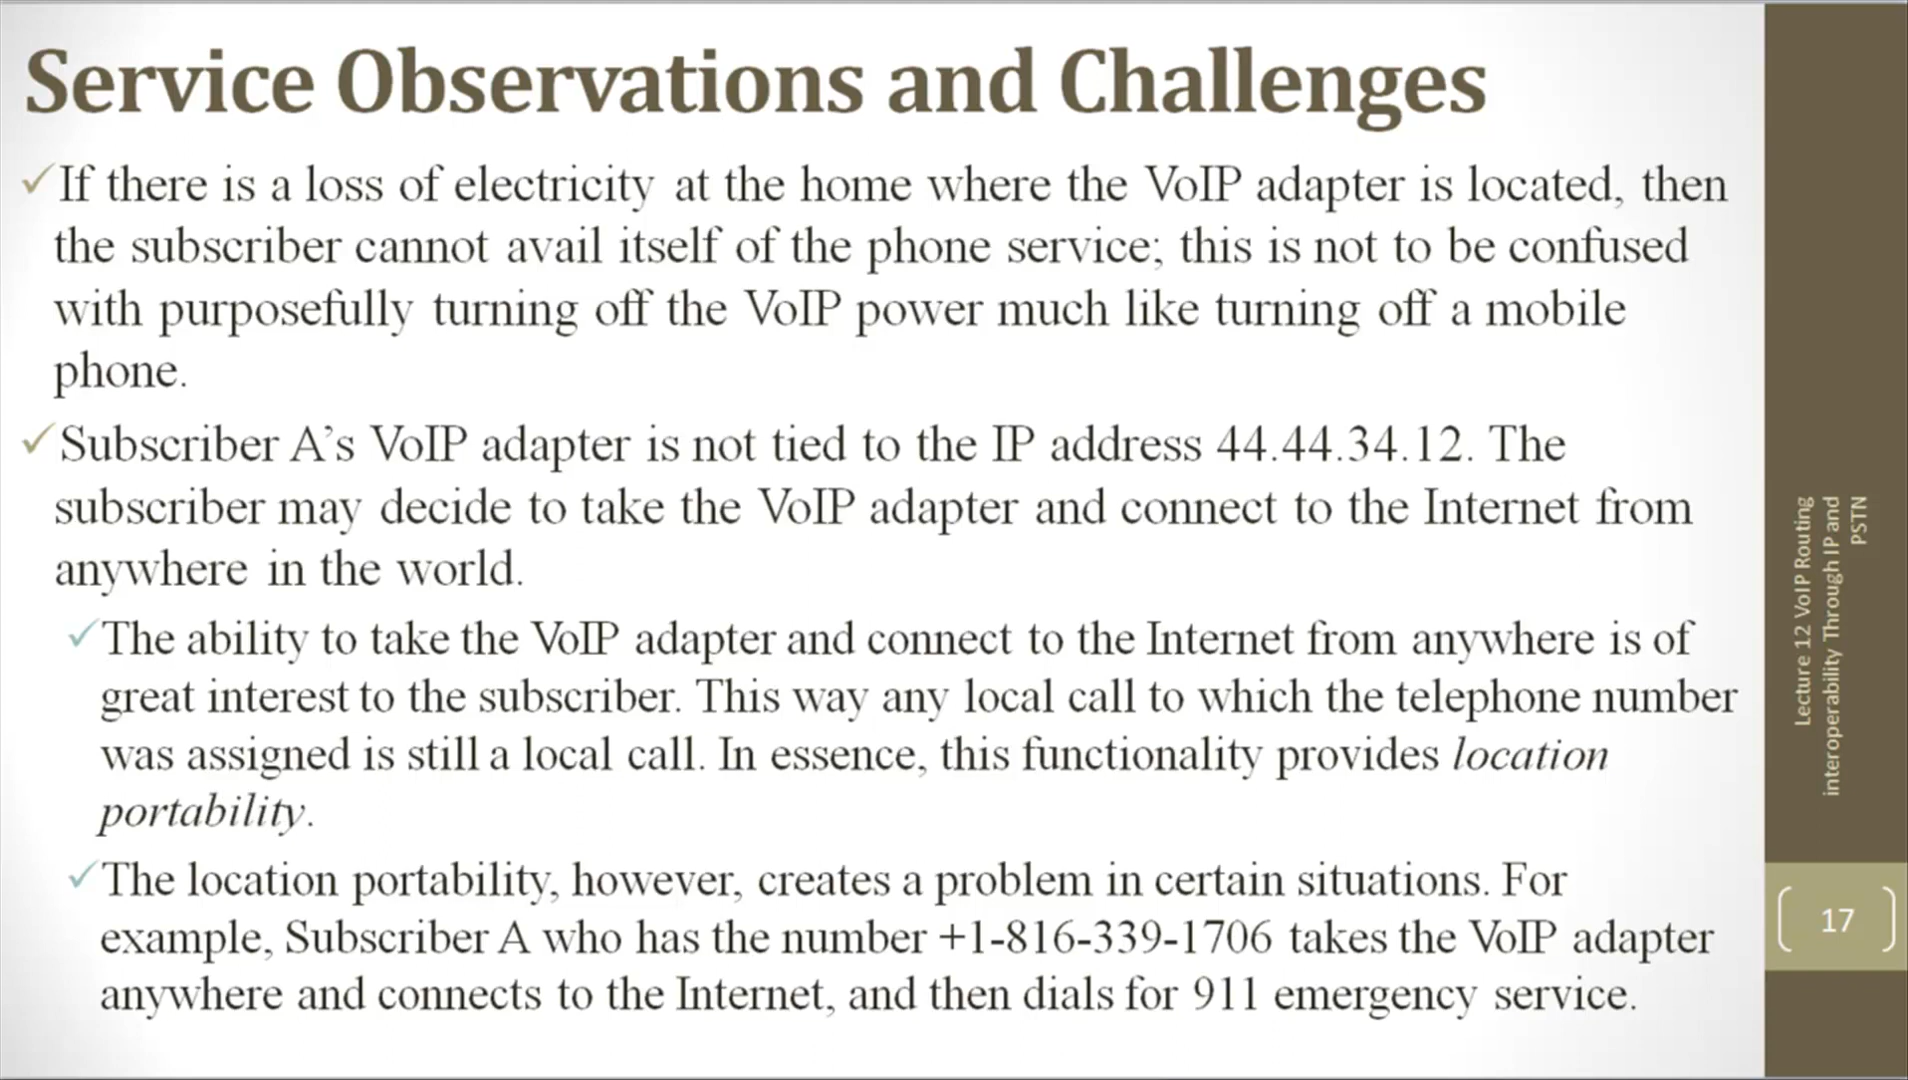 Service Observations and Challenges
✓If there is a loss of electricity at the home where the VoIP adapter is located, then
the subscriber cannot avail itself of the phone service; this is not to be confused
with purposefully turning off the VoIP power much like turning off a mobile
phone.
✓Subscriber A’s VoIP adapter is not tied to the IP address 44.44.34.12. The
subscriber may decide to take the VoIP adapter and connect to the Internet from
anywhere in the world.
✓The ability to take the VoIP adapter and connect to the Internet from anywhere is of
great interest to the subscriber. This way any local call to which the telephone number
was assigned is still a local call. In essence, this functionality provides location
portability.
✓The location portability, however, creates a problem in certain situations. For
example, Subscriber A who has the number +1-816-339-1706 takes the VoIP adapter
anywhere and connects to the Internet, and then dials for 911 emergency service.
Lecture 12 VoIP Routing
interoperability Through IP and
PSTN
17